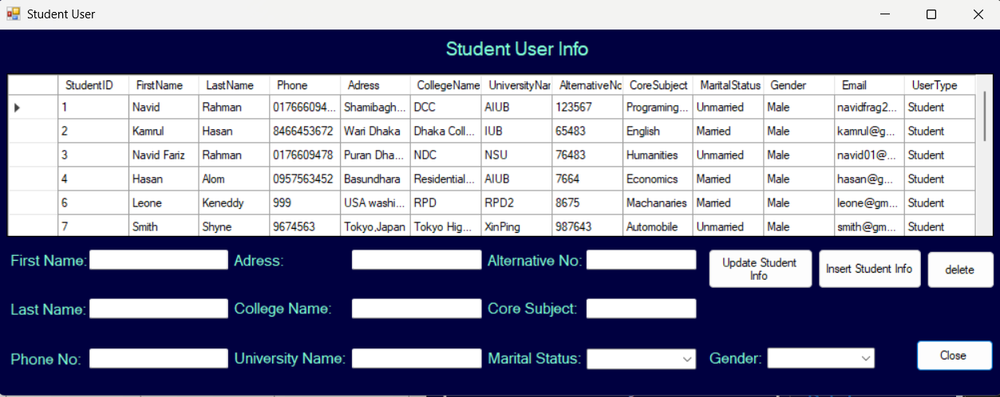 Student User
Student User Info
StudentID FirstName LastName Phone Adress CollegeName UniversityNar AlternativeNo CoreSubject MaritalStatus Gender Email UserType
1 Navid Rahman 017666094... Shamibagh... DCC AIUB 123567 Programing... Unmarried Male navidfrag2... Student
2 Kamrul Hasan 8466453672 Wari Dhaka Dhaka Coll... IUB 65483 English Married Male kamrul@g... Student
3 Navid Fariz Rahman 0176609478 Puran Dha... NDC NSU 76483 Humanities Unmarried Male navid01@... Student
4 Hasan Alom 0957563452 Basundhara Residential... AIUB 7664 Economics Married Male hasan@g... Student
6 Leone Keneddy 999 USA washi... RPD RPD2 8675 Machanaries Married Male leone@gm... Student
7 Smith Shyne 9674563 Tokyo,Japan Tokyo Hig... XinPing 987643 Automobile Unmarried Male smith@gm... Student
First Name: Adress: Alternative No: Update Student Info Insert Student Info delete
Last Name: College Name: Core Subject:
Phone No: University Name: Marital Status: Gender: Close